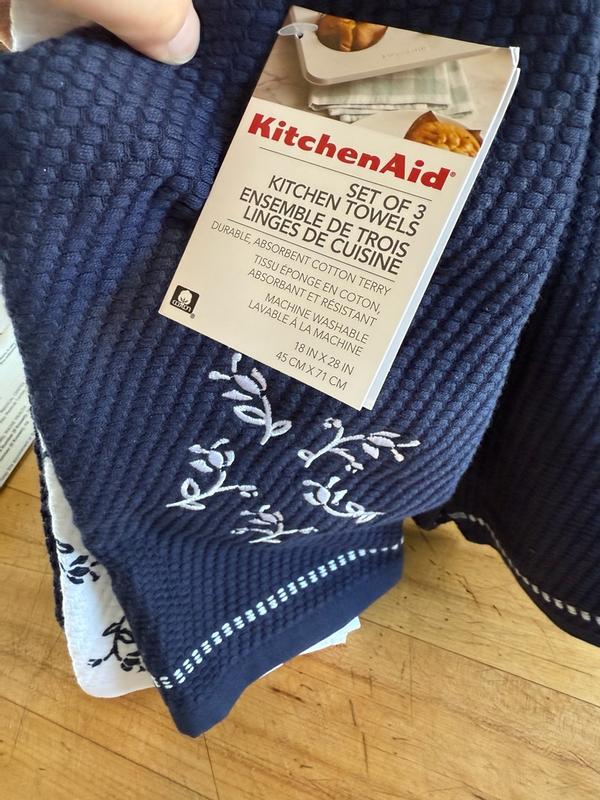 KitchenAid®
SET OF 3
KITCHEN TOWELS
ENSEMBLE DE TROIS
LINGES DE CUISINE
DURABLE, ABSORBENT COTTON TERRY
TISSU ÉPONGE EN COTON,
ABSORBANT ET RÉSISTANT
MACHINE WASHABLE
LAVABLE À LA MACHINE
18 IN X 28 IN
45 CM X 71 CM
COTTON